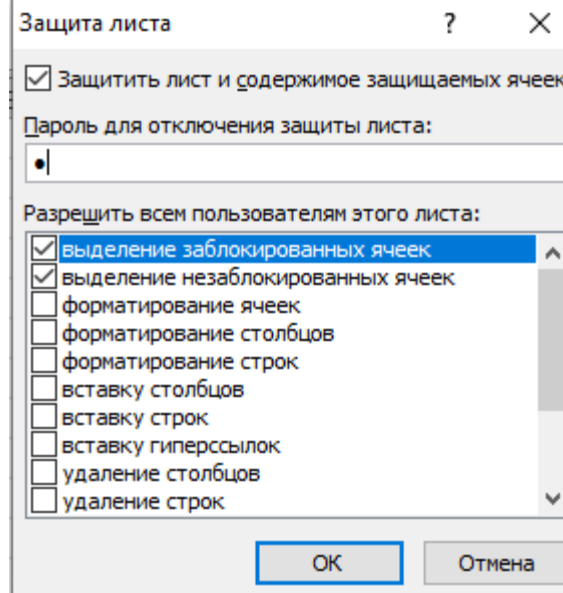 Защита листа ?
Защитить лист и содержимое защищаемых ячеек
Пароль для отключения защиты листа:
Разрешить всем пользователям этого листа:
выделение заблокированных ячеек
выделение незаблокированных ячеек
форматирование ячеек
форматирование столбцов
форматирование строк
вставку столбцов
вставку строк
вставку гиперссылок
удаление столбцов
удаление строк
ОК Отмена